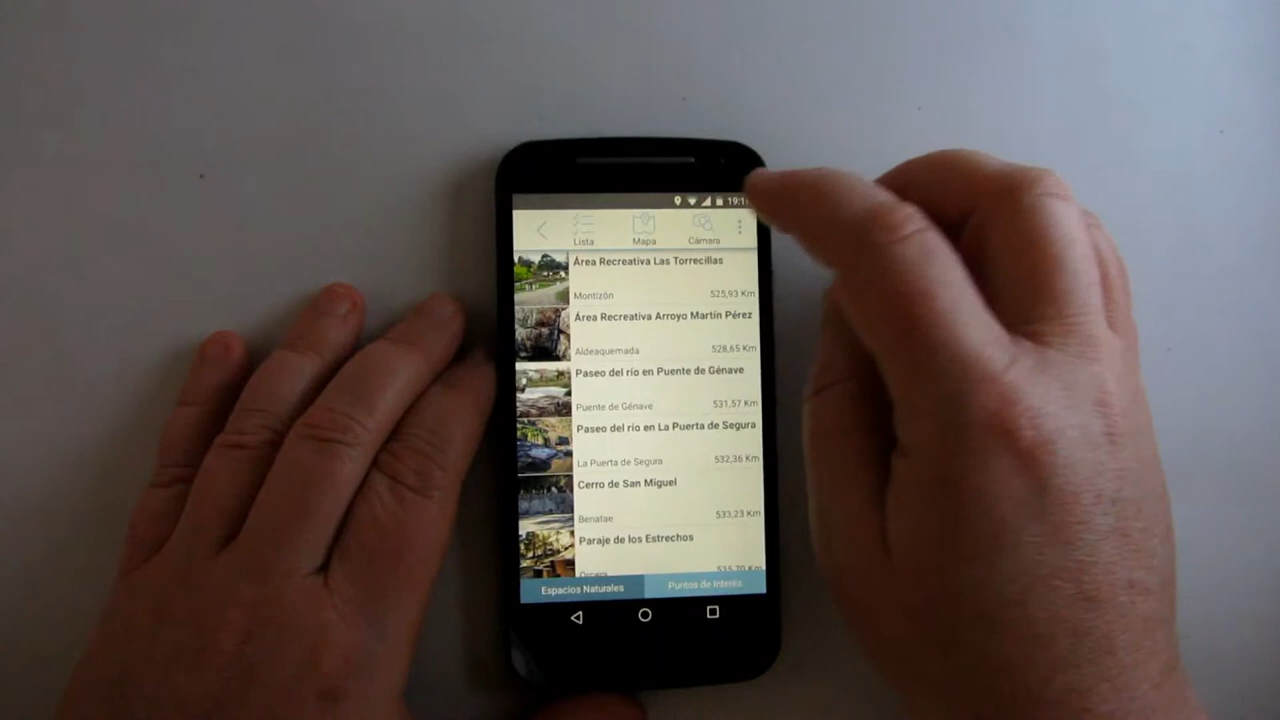 Lista Mapa Cámara
Área Recreativa Las Torrecillas
Montizón 525,93 Km
Área Recreativa Arroyo Martín Pérez
Aldeaquemada 528,65 Km
Paseo del río en Puente de Génave
Puente de Génave 531,57 Km
Paseo del río en La Puerta de Segura
La Puerta de Segura 532,36 Km
Cerro de San Miguel
Benatae 533,23 Km
Paraje de los Estrechos
535,70 Km
Espacios Naturales Puntos de Interés